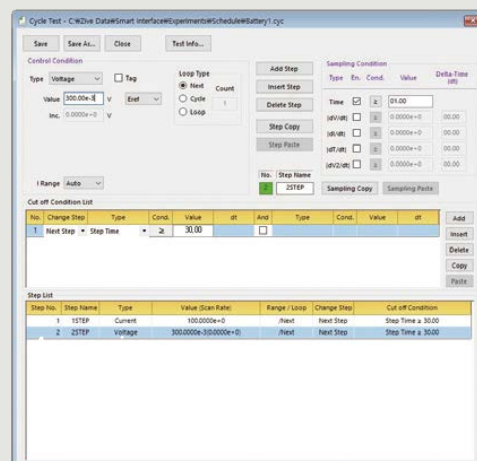 Cycle Test - C:₩Zive Data₩Smart Interface₩Experiments₩Schedule₩Battery1.cyc
Save Save As... Close Test Info...
Control Condition
Type Voltage Tag
Value 300.00e-3 V Eref
Inc. 0.0000e+0 V
Loop Type
Next Count
Cycle 1
Loop
I Range Auto
Add Step
Insert Step
Delete Step
Step Copy
Step Paste
No. Step Name
2 2STEP
Sampling Condition
Type En. Cond. Value Delta-Time (dt)
Time ≥ 01.00
|dV/dt| ≥ 0.0000e+0 00.00
|dI/dt| ≥ 0.0000e+0 00.00
|dT/dt| ≥ 0.0000e+0 00.00
|dV2/dt| ≥ 0.0000e+0 00.00
Sampling Copy Sampling Paste
Cut off Condition List
No. Change Step Type Cond. Value dt And Type Cond. Value dt
1 Next Step Step Time ≥ 30.00
Add
Insert
Delete
Copy
Paste
Step List
Step No. Step Name Type Value (Scan Rate) Range / Loop Change Step Cut off Condition
1 1STEP Current 100.0000e+0 /Next Next Step Step Time ≥ 30.00
2 2STEP Voltage 300.0000e-3(0.0000e+0) /Next Next Step Step Time ≥ 30.00